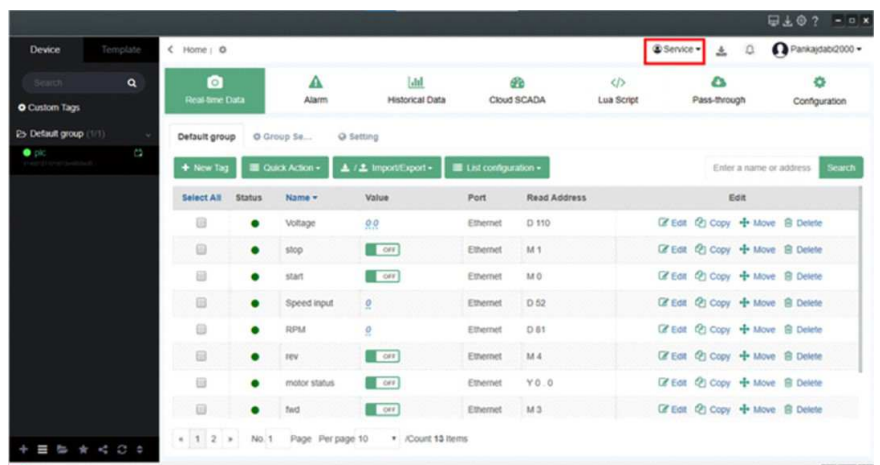 Device Template
Home
Service
Pankajdabi2000
Search
Custom Tags
Default group (1/1)
plc
Real-time Data Alarm Historical Data Cloud SCADA Lua Script Pass-through Configuration
Default group Group Se... Setting
+ New Tag Quick Action / Import/Export List configuration Enter a name or address Search
Select All Status Name Value Port Read Address Edit
Voltage 0.0 Ethernet D 110 Edit Copy Move Delete
stop OFF Ethernet M 1 Edit Copy Move Delete
start OFF Ethernet M 0 Edit Copy Move Delete
Speed input 0 Ethernet D 52 Edit Copy Move Delete
RPM 0 Ethernet D 81 Edit Copy Move Delete
rev OFF Ethernet M 4 Edit Copy Move Delete
motor status OFF Ethernet Y 0 . 0 Edit Copy Move Delete
fwd OFF Ethernet M 3 Edit Copy Move Delete
« 1 2 » No. 1 Page Per page 10 /Count 13 Items